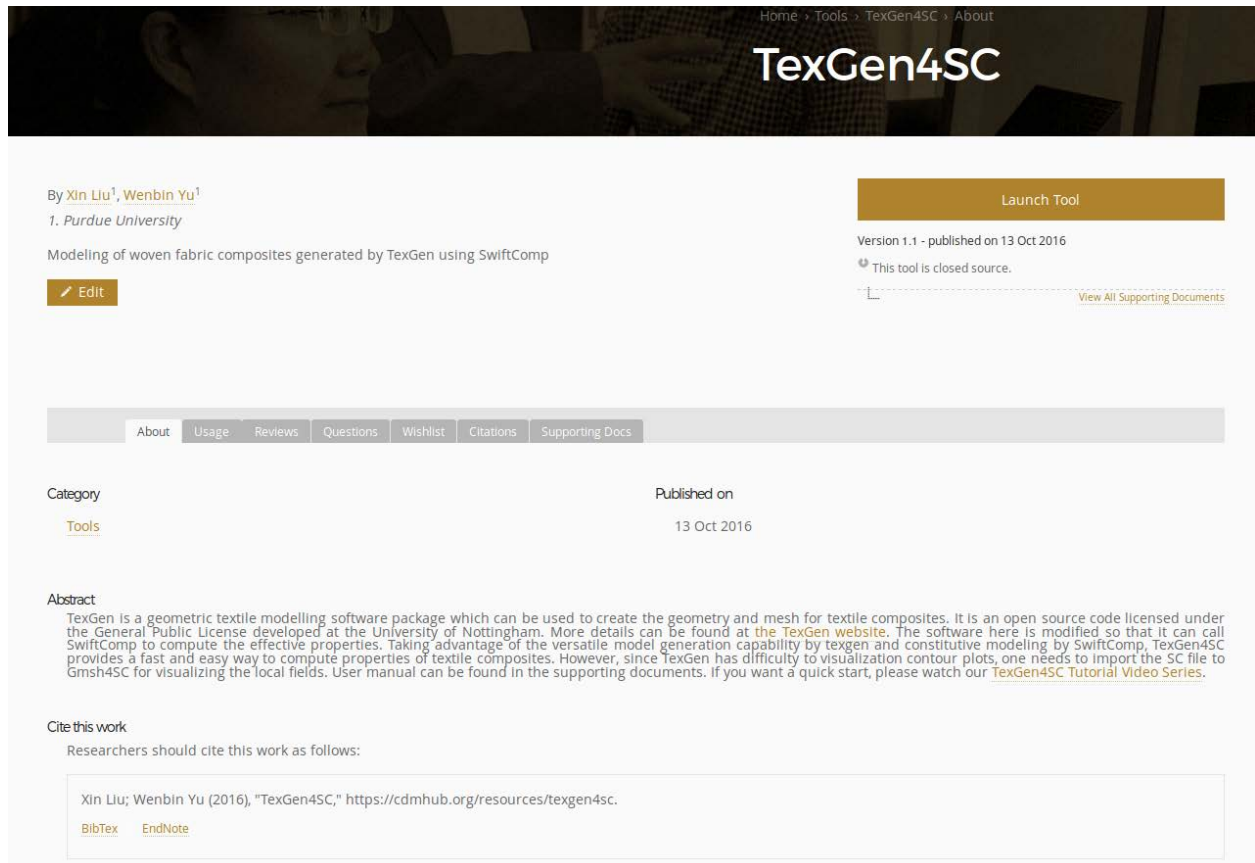 Home › Tools › TexGen4SC › About
TexGen4SC
By Xin Liu1, Wenbin Yu1
1. Purdue University
Modeling of woven fabric composites generated by TexGen using SwiftComp
Edit
Launch Tool
Version 1.1 - published on 13 Oct 2016
This tool is closed source.
View All Supporting Documents
About Usage Reviews Questions Wishlist Citations Supporting Docs
Category
Tools
Published on
13 Oct 2016
Abstract
TexGen is a geometric textile modelling software package which can be used to create the geometry and mesh for textile composites. It is an open source code licensed under
the General Public License developed at the University of Nottingham. More details can be found at the TexGen website. The software here is modified so that it can call
SwiftComp to compute the effective properties. Taking advantage of the versatile model generation capability by texgen and constitutive modeling by SwiftComp, TexGen4SC
provides a fast and easy way to compute properties of textile composites. However, since TexGen has difficulty to visualization contour plots, one needs to import the SC file to
Gmsh4SC for visualizing the local fields. User manual can be found in the supporting documents. If you want a quick start, please watch our TexGen4SC Tutorial Video Series.
Cite this work
Researchers should cite this work as follows:
Xin Liu; Wenbin Yu (2016), "TexGen4SC," https://cdmhub.org/resources/texgen4sc.
BibTex EndNote